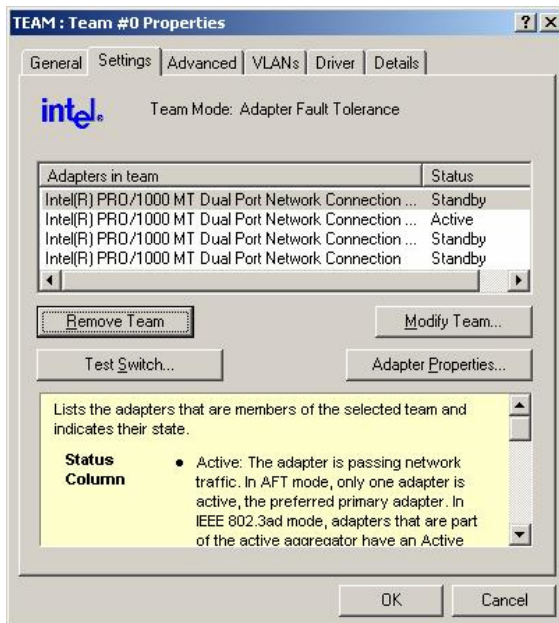 TEAM : Team #0 Properties
General Settings Advanced VLANs Driver Details
intel®
Team Mode: Adapter Fault Tolerance
Adapters in team Status
Intel(R) PRO/1000 MT Dual Port Network Connection ... Standby
Intel(R) PRO/1000 MT Dual Port Network Connection ... Active
Intel(R) PRO/1000 MT Dual Port Network Connection ... Standby
Intel(R) PRO/1000 MT Dual Port Network Connection Standby
Remove Team Modify Team...
Test Switch... Adapter Properties...
Lists the adapters that are members of the selected team and
indicates their state.
Status Column
• Active: The adapter is passing network
traffic. In AFT mode, only one adapter is
active, the preferred primary adapter. In
IEEE 802.3ad mode, adapters that are part
of the active aggregator have an Active
OK Cancel